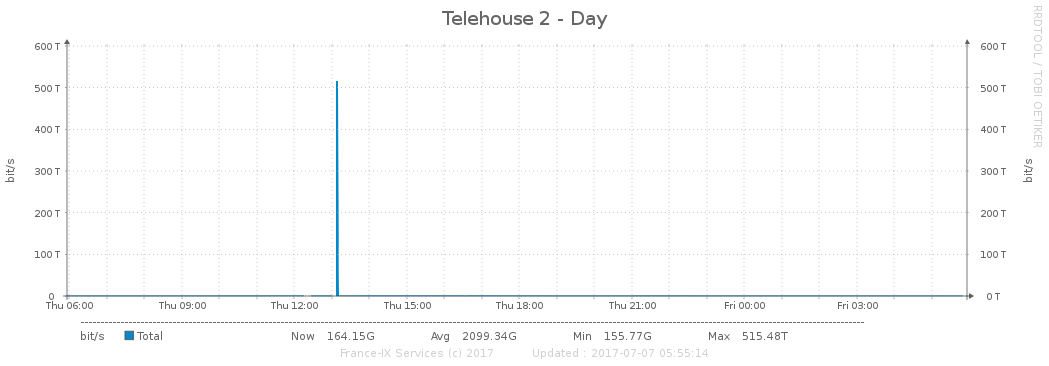 Telehouse 2 - Day
RRDTOOL / TOBI OETIKER
600 T 600 T
500 T 500 T
400 T 400 T
300 T 300 T
200 T 200 T
100 T 100 T
0 0 T
bit/s bit/s
Thu 06:00 Thu 09:00 Thu 12:00 Thu 15:00 Thu 18:00 Thu 21:00 Fri 00:00 Fri 03:00
bit/s Total Now 164.15G Avg 2099.34G Min 155.77G Max 515.48T
France-IX Services (c) 2017 Updated : 2017-07-07 05:55:14